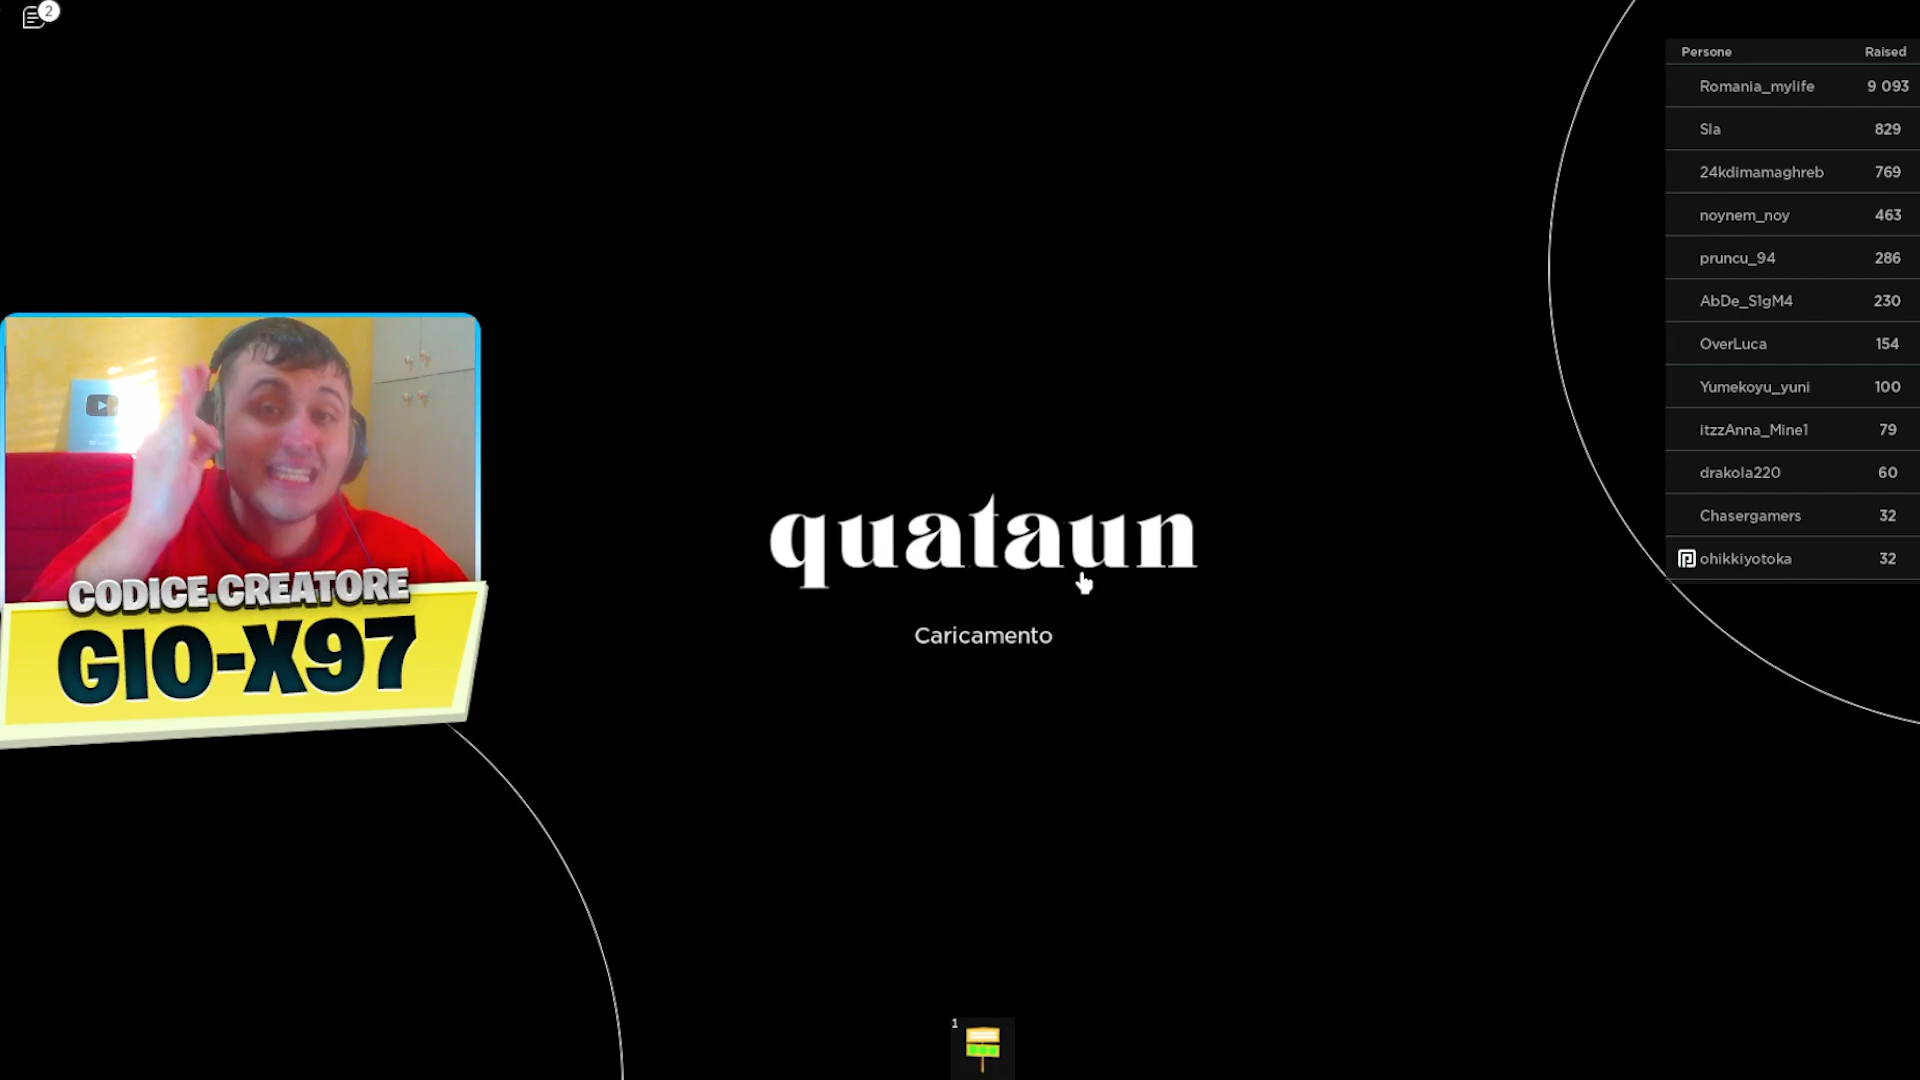 2
Persone Raised
Romania_mylife 9 093
Sla 829
24kdimamaghreb 769
noynem_noy 463
pruncu_94 286
AbDe_S1gM4 230
OverLuca 154
Yumekoyu_yuni 100
itzzAnna_Mine1 79
drakola220 60
Chasergamers 32
ohikkiyotoka 32
CODICE CREATORE
GIO-X97
quataun
Caricamento
1